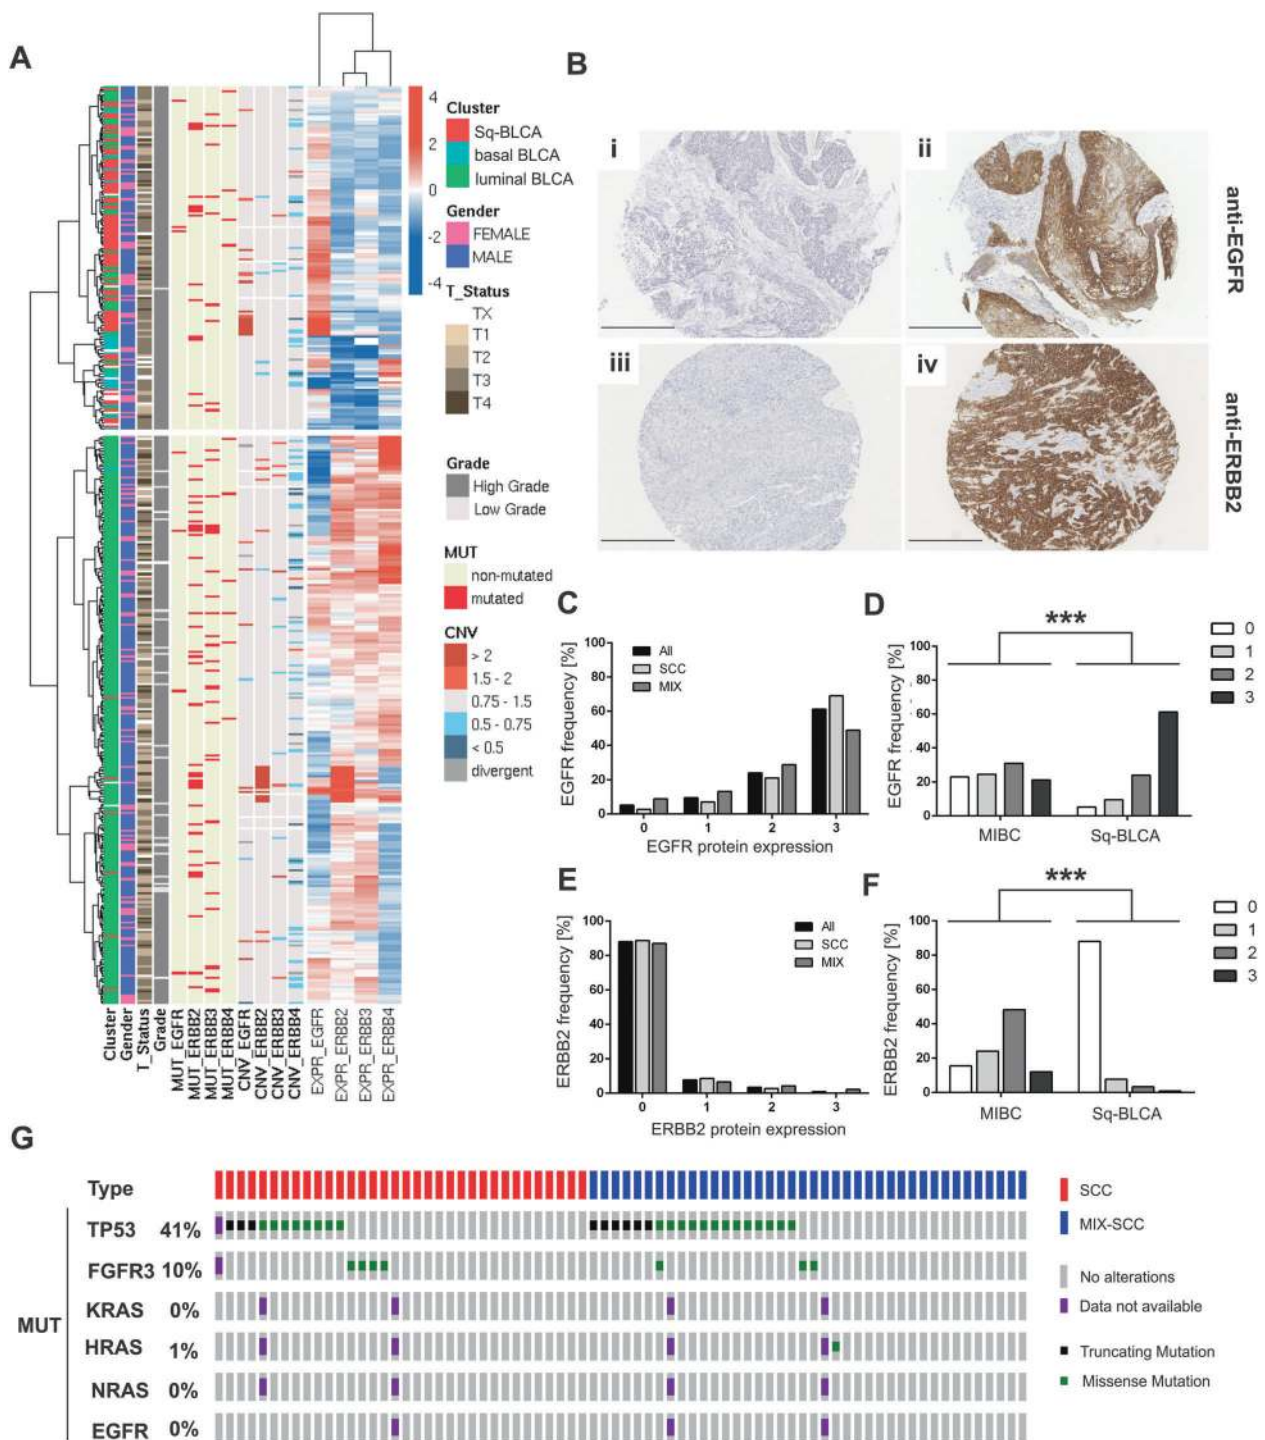 A
4
2
0
-2
-4
Cluster
Sq-BLCA
basal BLCA
luminal BLCA
Gender
FEMALE
MALE
T_Status
TX
T1
T2
T3
T4
Grade
High Grade
Low Grade
MUT
non-mutated
mutated
CNV
> 2
1.5 - 2
0.75 - 1.5
0.5 - 0.75
< 0.5
divergent
Cluster
Gender
T_Status
Grade
MUT_EGFR
MUT_ERBB2
MUT_ERBB3
MUT_ERBB4
CNV_EGFR
CNV_ERBB2
CNV_ERBB3
CNV_ERBB4
EXPR_EGFR
EXPR_ERBB2
EXPR_ERBB3
EXPR_ERBB4
B
i
ii
anti-EGFR
iii
iv
anti-ERBB2
C
EGFR frequency [%]
100
80
60
40
20
0
All
SCC
MIX
0 1 2 3
EGFR protein expression
D
***
EGFR frequency [%]
100
80
60
40
20
0
MIBC Sq-BLCA
0
1
2
3
E
ERBB2 frequency [%]
100
80
60
40
20
0
All
SCC
MIX
0 1 2 3
ERBB2 protein expression
F
***
ERBB2 frequency [%]
100
80
60
40
20
0
MIBC Sq-BLCA
0
1
2
3
G
Type
MUT
TP53 41%
FGFR3 10%
KRAS 0%
HRAS 1%
NRAS 0%
EGFR 0%
SCC
MIX-SCC
No alterations
Data not available
Truncating Mutation
Missense Mutation